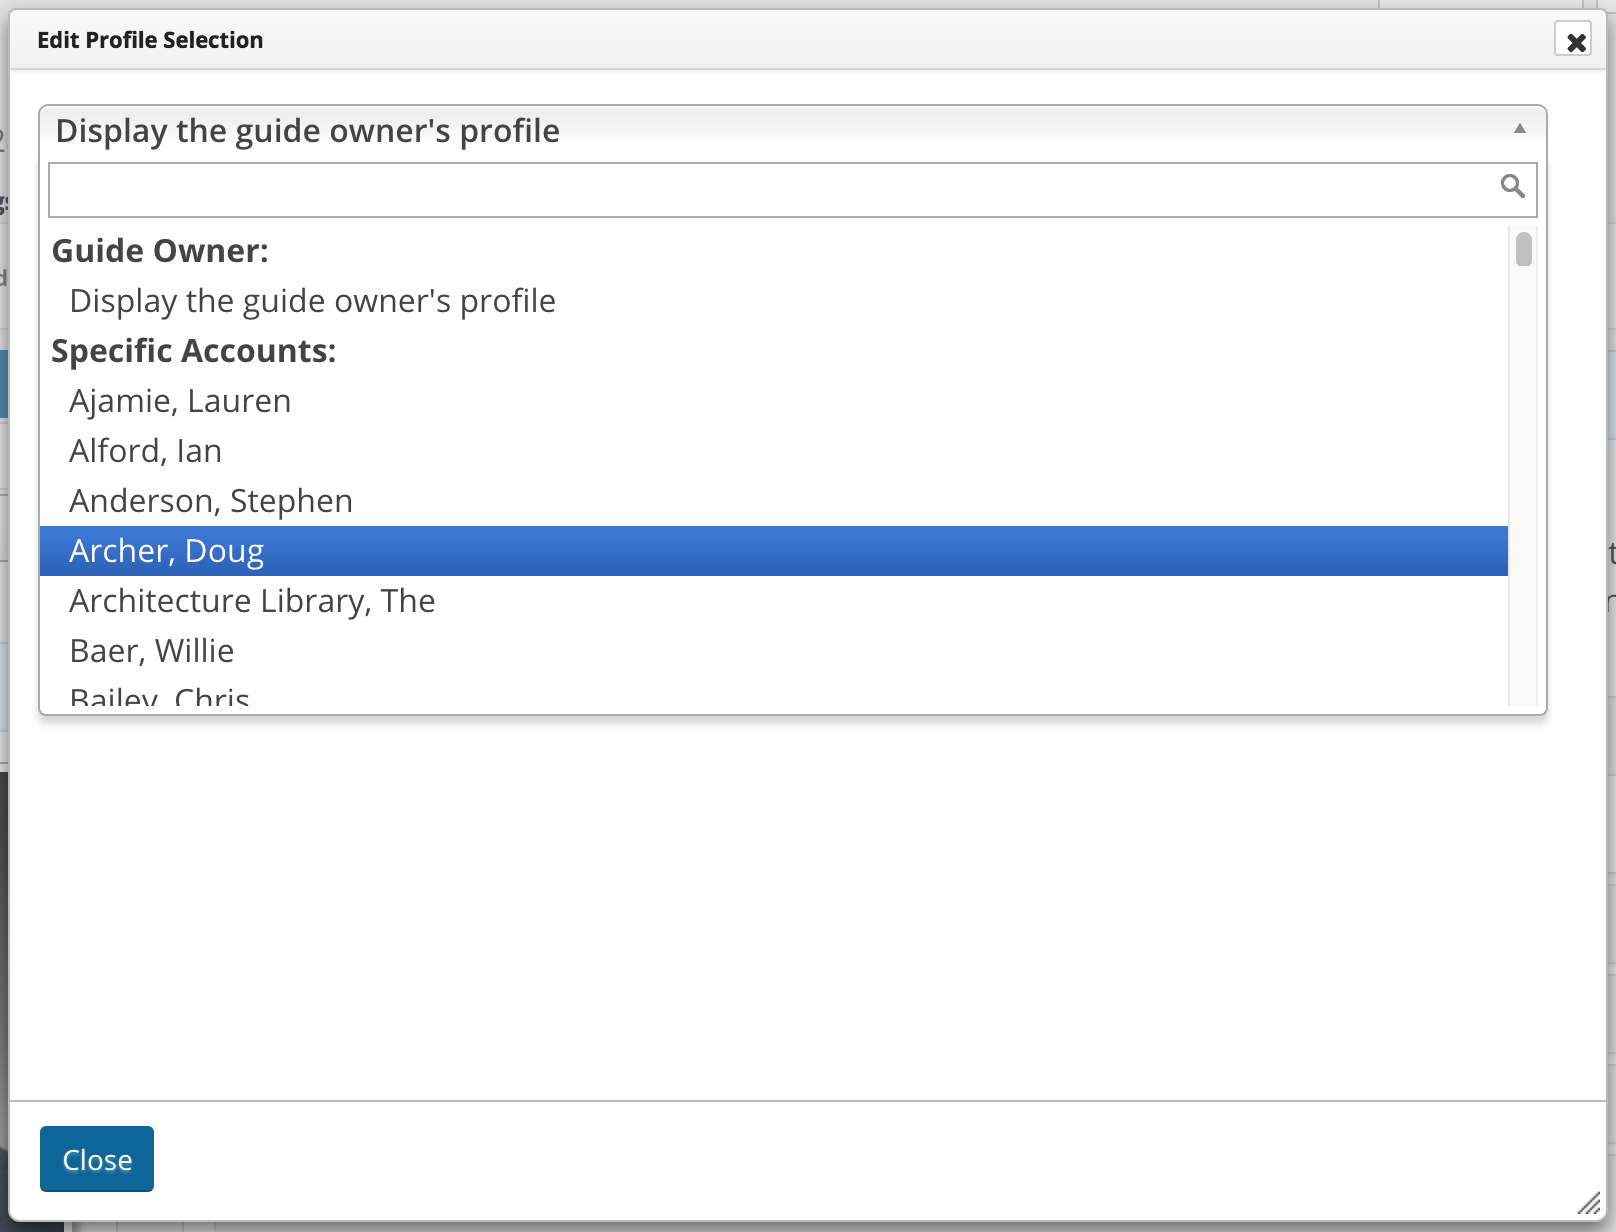 Edit Profile Selection
Display the guide owner's profile
Guide Owner:
Display the guide owner's profile
Specific Accounts:
Ajamie, Lauren
Alford, Ian
Anderson, Stephen
Archer, Doug
Architecture Library, The
Baer, Willie
Bailey, Chris
Close